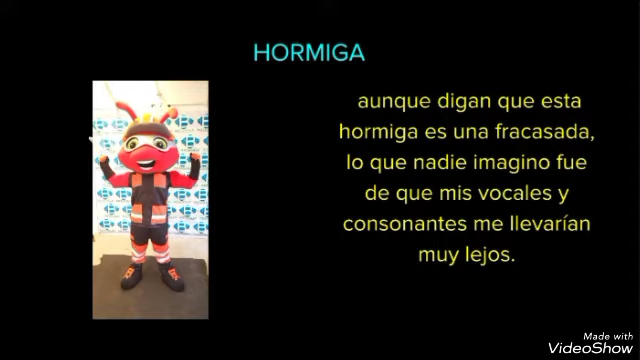 HORMIGA
aunque digan que esta
hormiga es una fracasada,
lo que nadie imagino fue
de que mis vocales y
consonantes me llevarían
muy lejos.
Made with
VideoShow